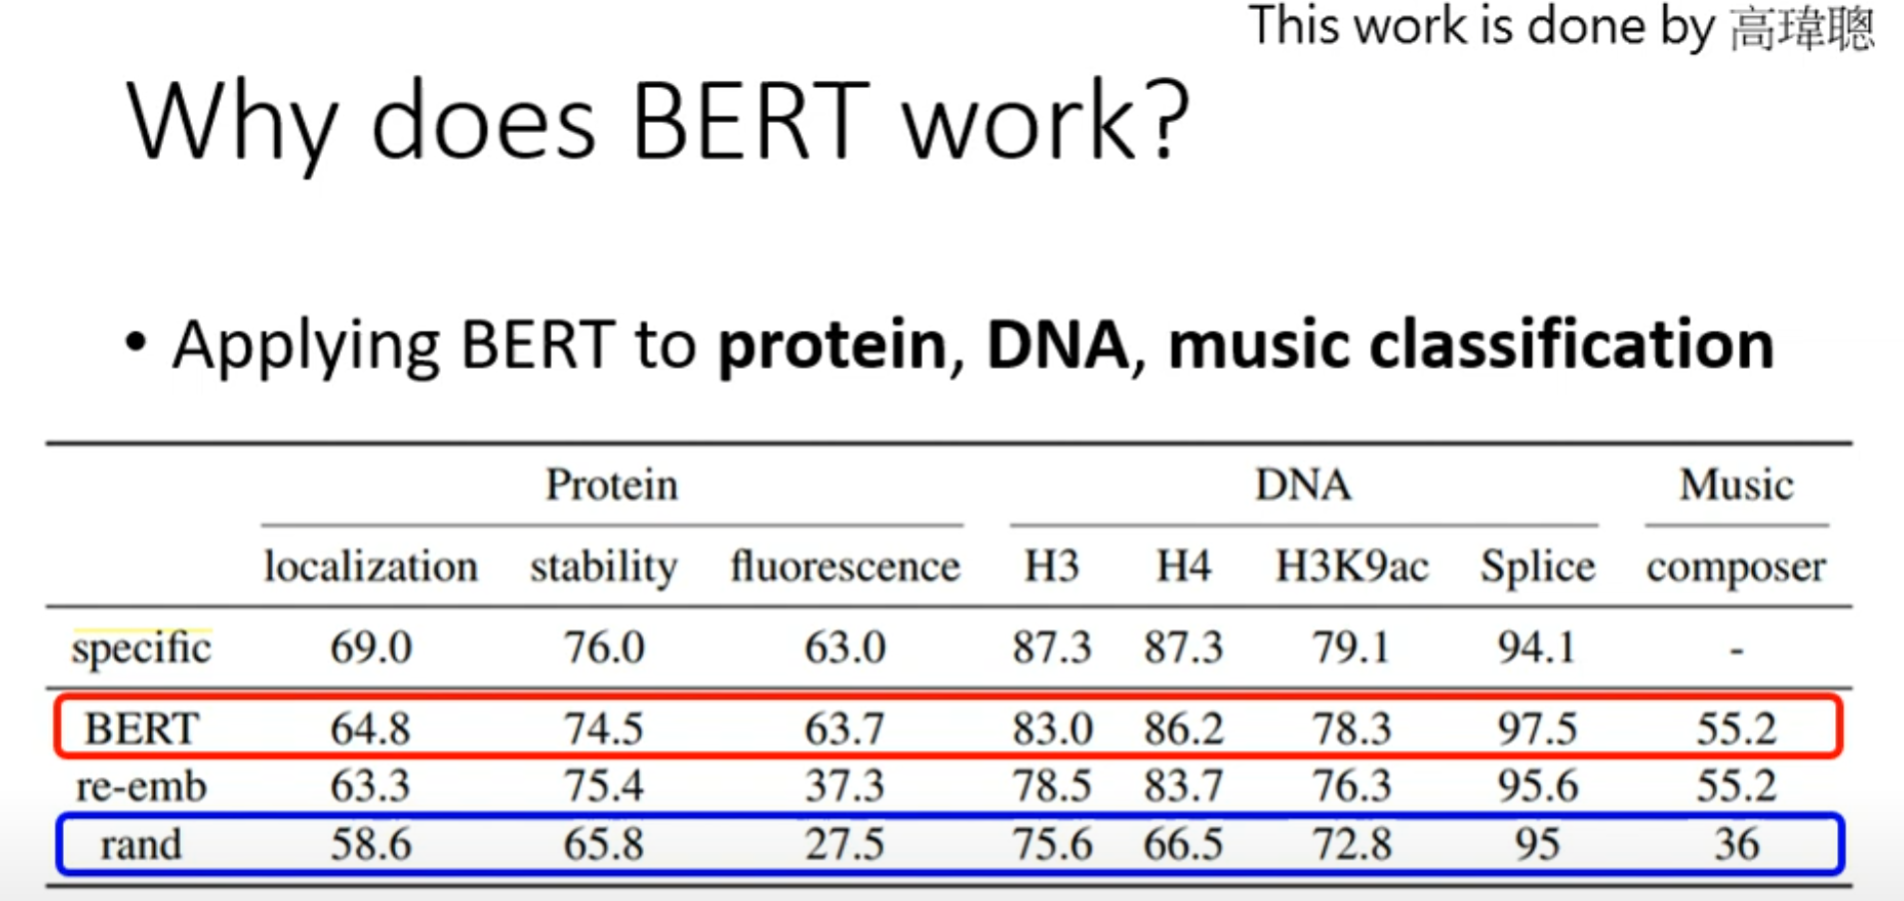 This work is done by 高瑋聰
Why does BERT work?
• Applying BERT to protein, DNA, music classification
Protein DNA Music
localization stability fluorescence H3 H4 H3K9ac Splice composer
specific 69.0 76.0 63.0 87.3 87.3 79.1 94.1 -
BERT 64.8 74.5 63.7 83.0 86.2 78.3 97.5 55.2
re-emb 63.3 75.4 37.3 78.5 83.7 76.3 95.6 55.2
rand 58.6 65.8 27.5 75.6 66.5 72.8 95 36